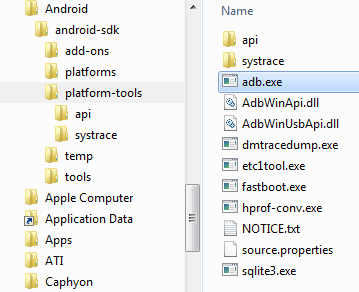 Android
android-sdk
add-ons
platforms
platform-tools
api
systrace
temp
tools
Apple Computer
Application Data
Apps
ATI
Caphyon
Name
api
systrace
adb.exe
AdbWinApi.dll
AdbWinUsbApi.dll
dmtracedump.exe
etc1tool.exe
fastboot.exe
hprof-conv.exe
NOTICE.txt
source.properties
sqlite3.exe